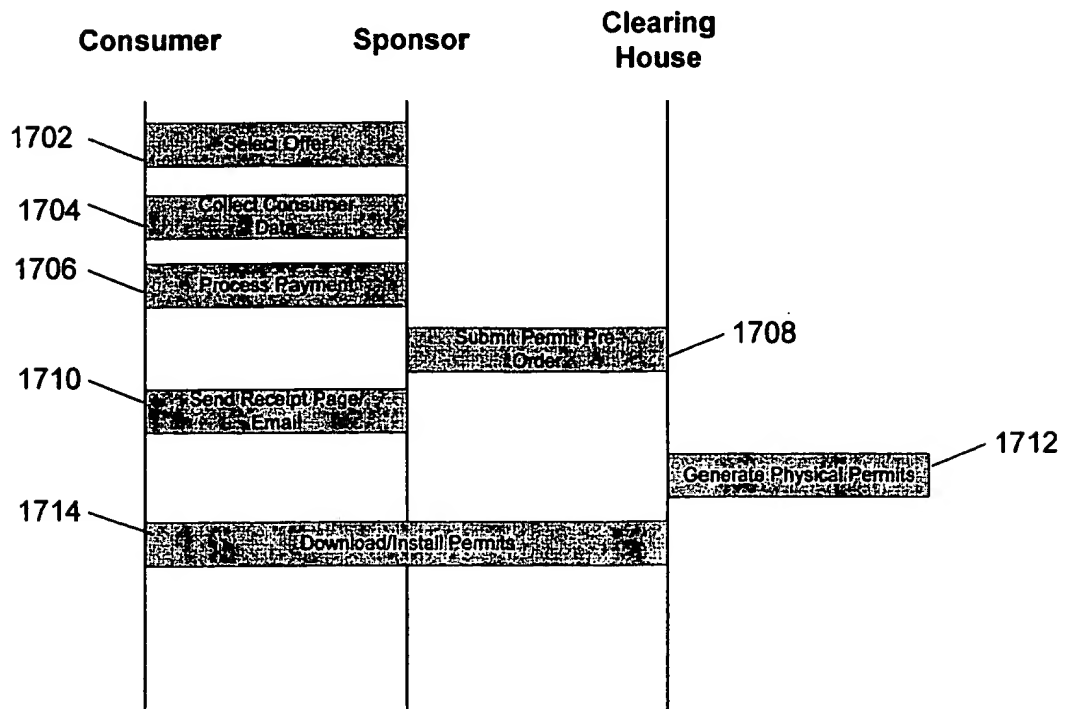 Consumer
Sponsor
Clearing
House
1702
Select Offer
1704
Collect Consumer
Data
1706
Process Payment
Submit Permit Pre-
Order
1708
1710
Send Receipt Page/
Email
1712
Generate Physical Permits
1714
Download/Install Permits